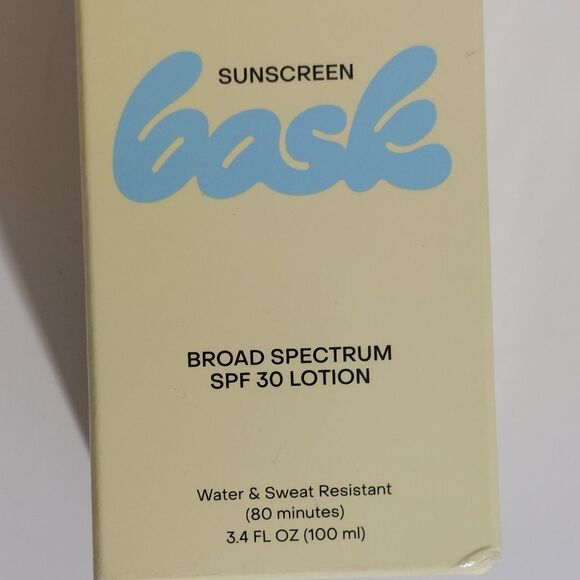 SUNSCREEN
bask
BROAD SPECTRUM
SPF 30 LOTION
Water & Sweat Resistant
(80 minutes)
3.4 FL OZ (100 ml)